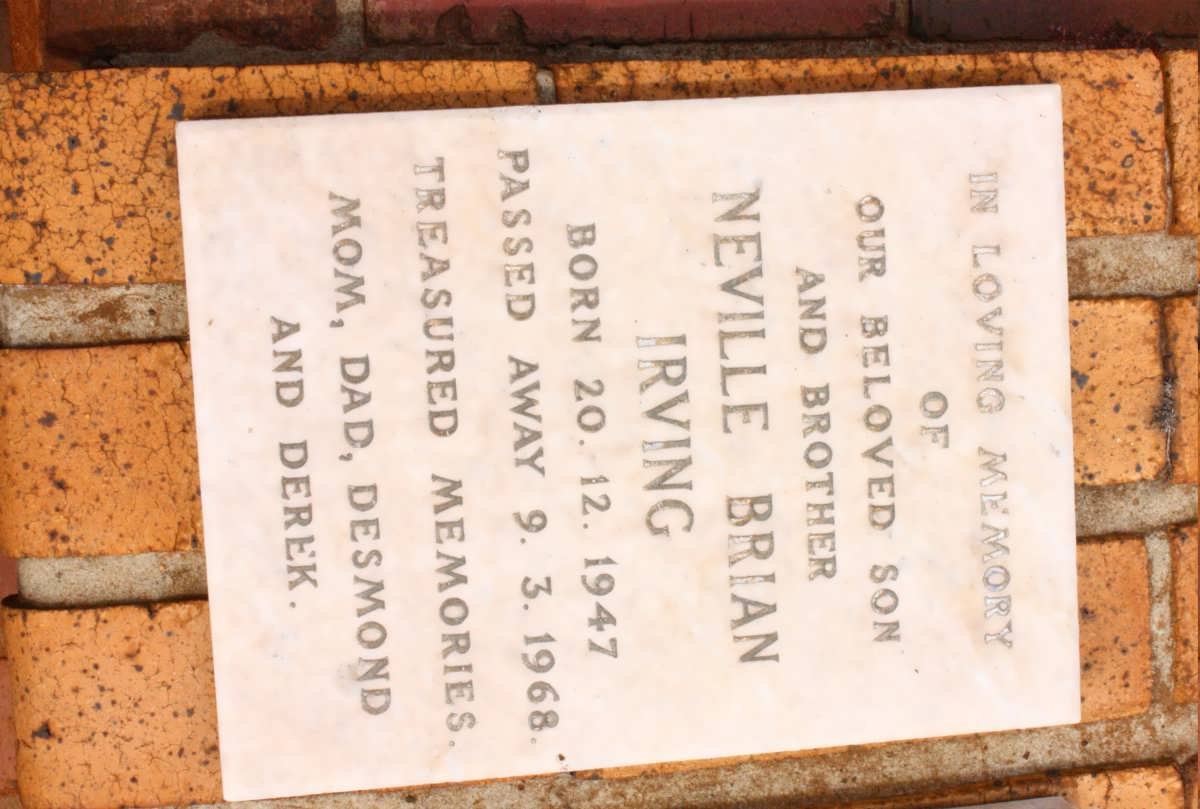 IN LOVING MEMORY
OF
OUR BELOVED SON
AND BROTHER
NEVILLE BRIAN
IRVING
BORN 20. 12. 1947
PASSED AWAY 9. 3. 1968.
TREASURED MEMORIES.
MOM, DAD, DESMOND
AND DEREK.